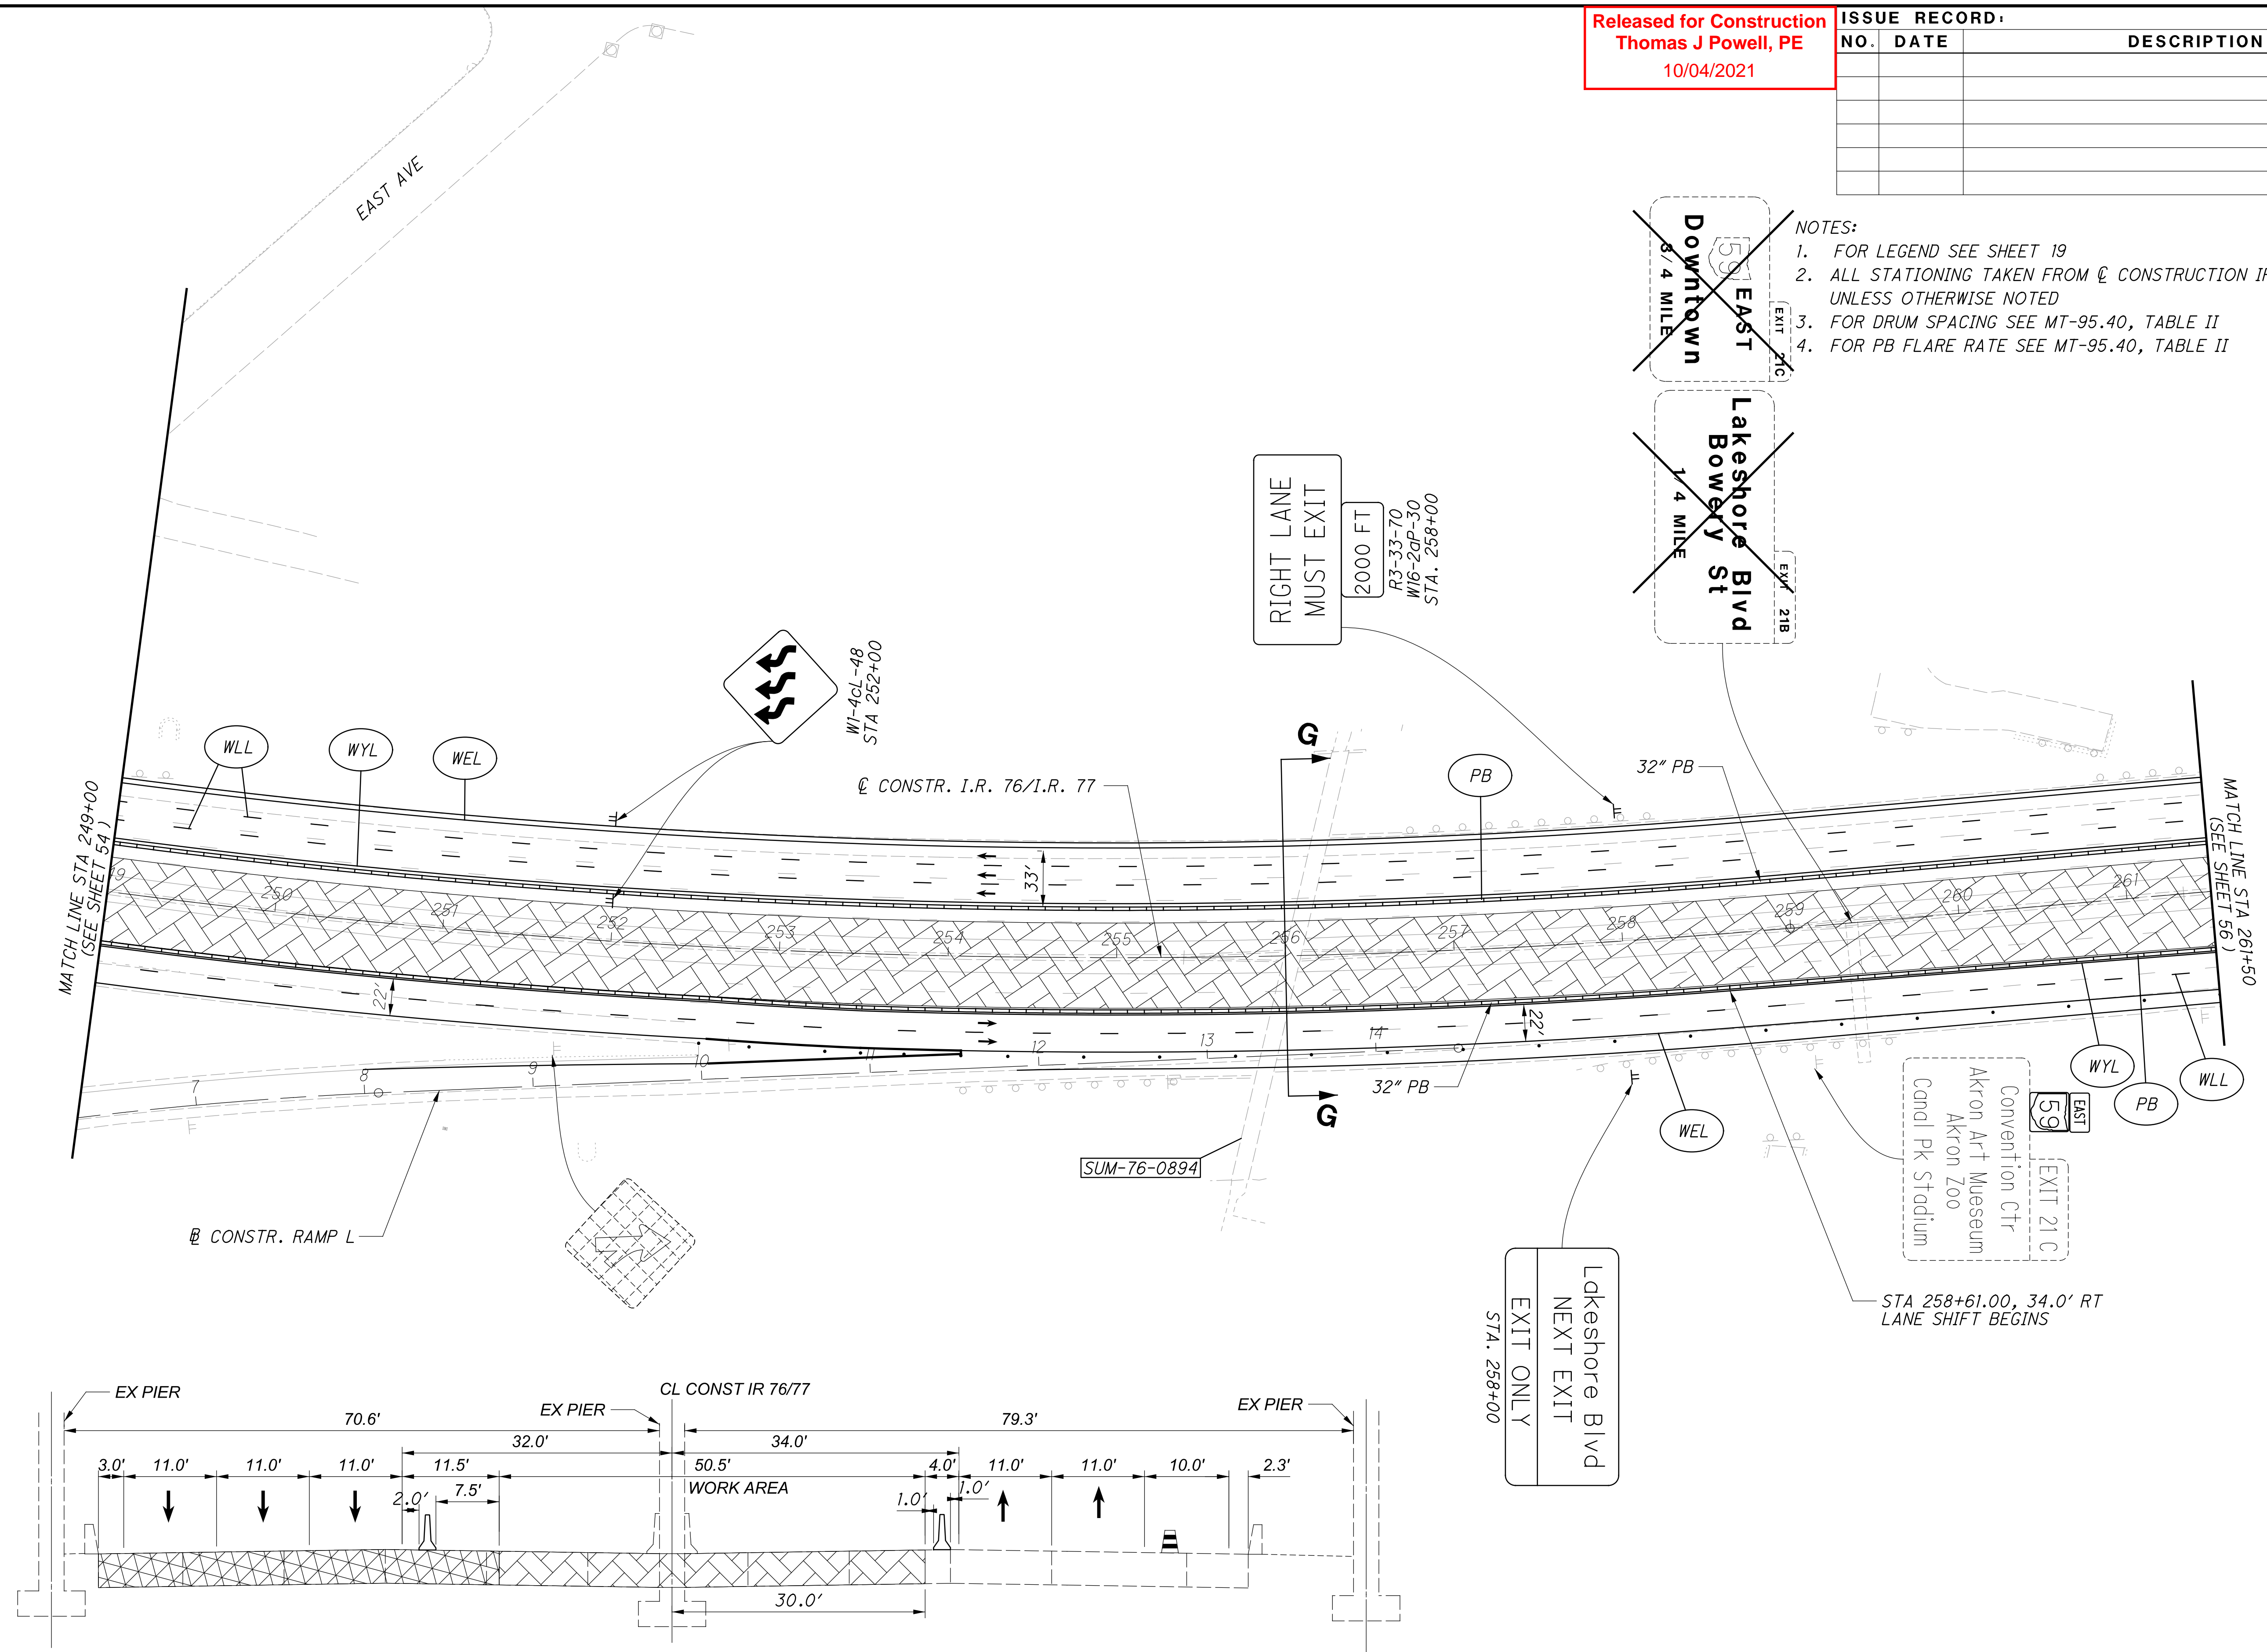 Released for Construction
Thomas J Powell, PE
10/04/2021
ISSUE RECORD:
NO. DATE DESCRIPTION
NOTES:
1. FOR LEGEND SEE SHEET 19
2. ALL STATIONING TAKEN FROM ℄ CONSTRUCTION
UNLESS OTHERWISE NOTED
3. FOR DRUM SPACING SEE MT-95.40, TABLE II
4. FOR PB FLARE RATE SEE MT-95.40, TABLE II
EXIT 21C
59 EAST
Downtown
3/4 MILE
EXIT 21B
Lakeshore Blvd
Bowery St
1/4 MILE
EAST AVE
RIGHT LANE
MUST EXIT
2000 FT
R3-33-70
W16-2aP-30
STA. 258+00
W1-4cL-48
STA 252+00
WLL
WYL
WEL
℄ CONSTR. I.R. 76/I.R. 77
G
PB
32" PB
MATCH LINE STA 249+00
(SEE SHEET 54)
MATCH LINE STA 261+50
(SEE SHEET 56)
33'
49
250
251
252
253
254
255
256
257
258
259
260
261
22'
22'
7
8
9
10
11
12
13
14
32" PB
G
SUM-76-0894
WEL
WYL
PB
WLL
EAST
59
EXIT 21 C
Convention Ctr
Akron Art Mueseum
Akron Zoo
Canal Pk Stadium
CONSTR. RAMP L
Lakeshore Blvd
NEXT EXIT
EXIT ONLY
STA. 258+00
STA 258+61.00, 34.0' RT
LANE SHIFT BEGINS
EX PIER
CL CONST IR 76/77
EX PIER
EX PIER
70.6'
79.3'
32.0'
34.0'
3.0'
11.0'
11.0'
11.0'
11.5'
50.5'
4.0'
11.0'
11.0'
10.0'
2.3'
WORK AREA
2.0'
7.5'
1.0'
1.0'
30.0'